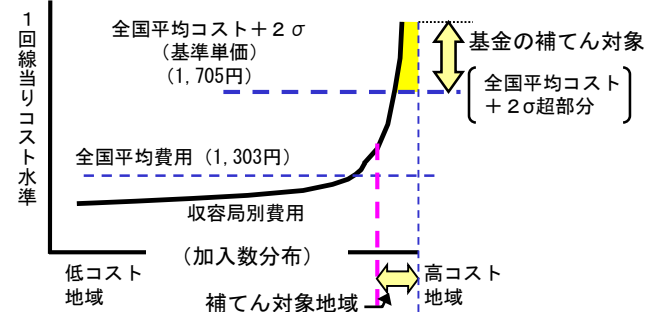 1回線当りコスト水準
全国平均コスト＋２σ
（基準単価）
（1,705円）
基金の補てん対象
全国平均コスト
＋２σ超部分
全国平均費用（1,303円）
収容局別費用
（加入数分布）
低コスト
地域
高コスト
地域
補てん対象地域